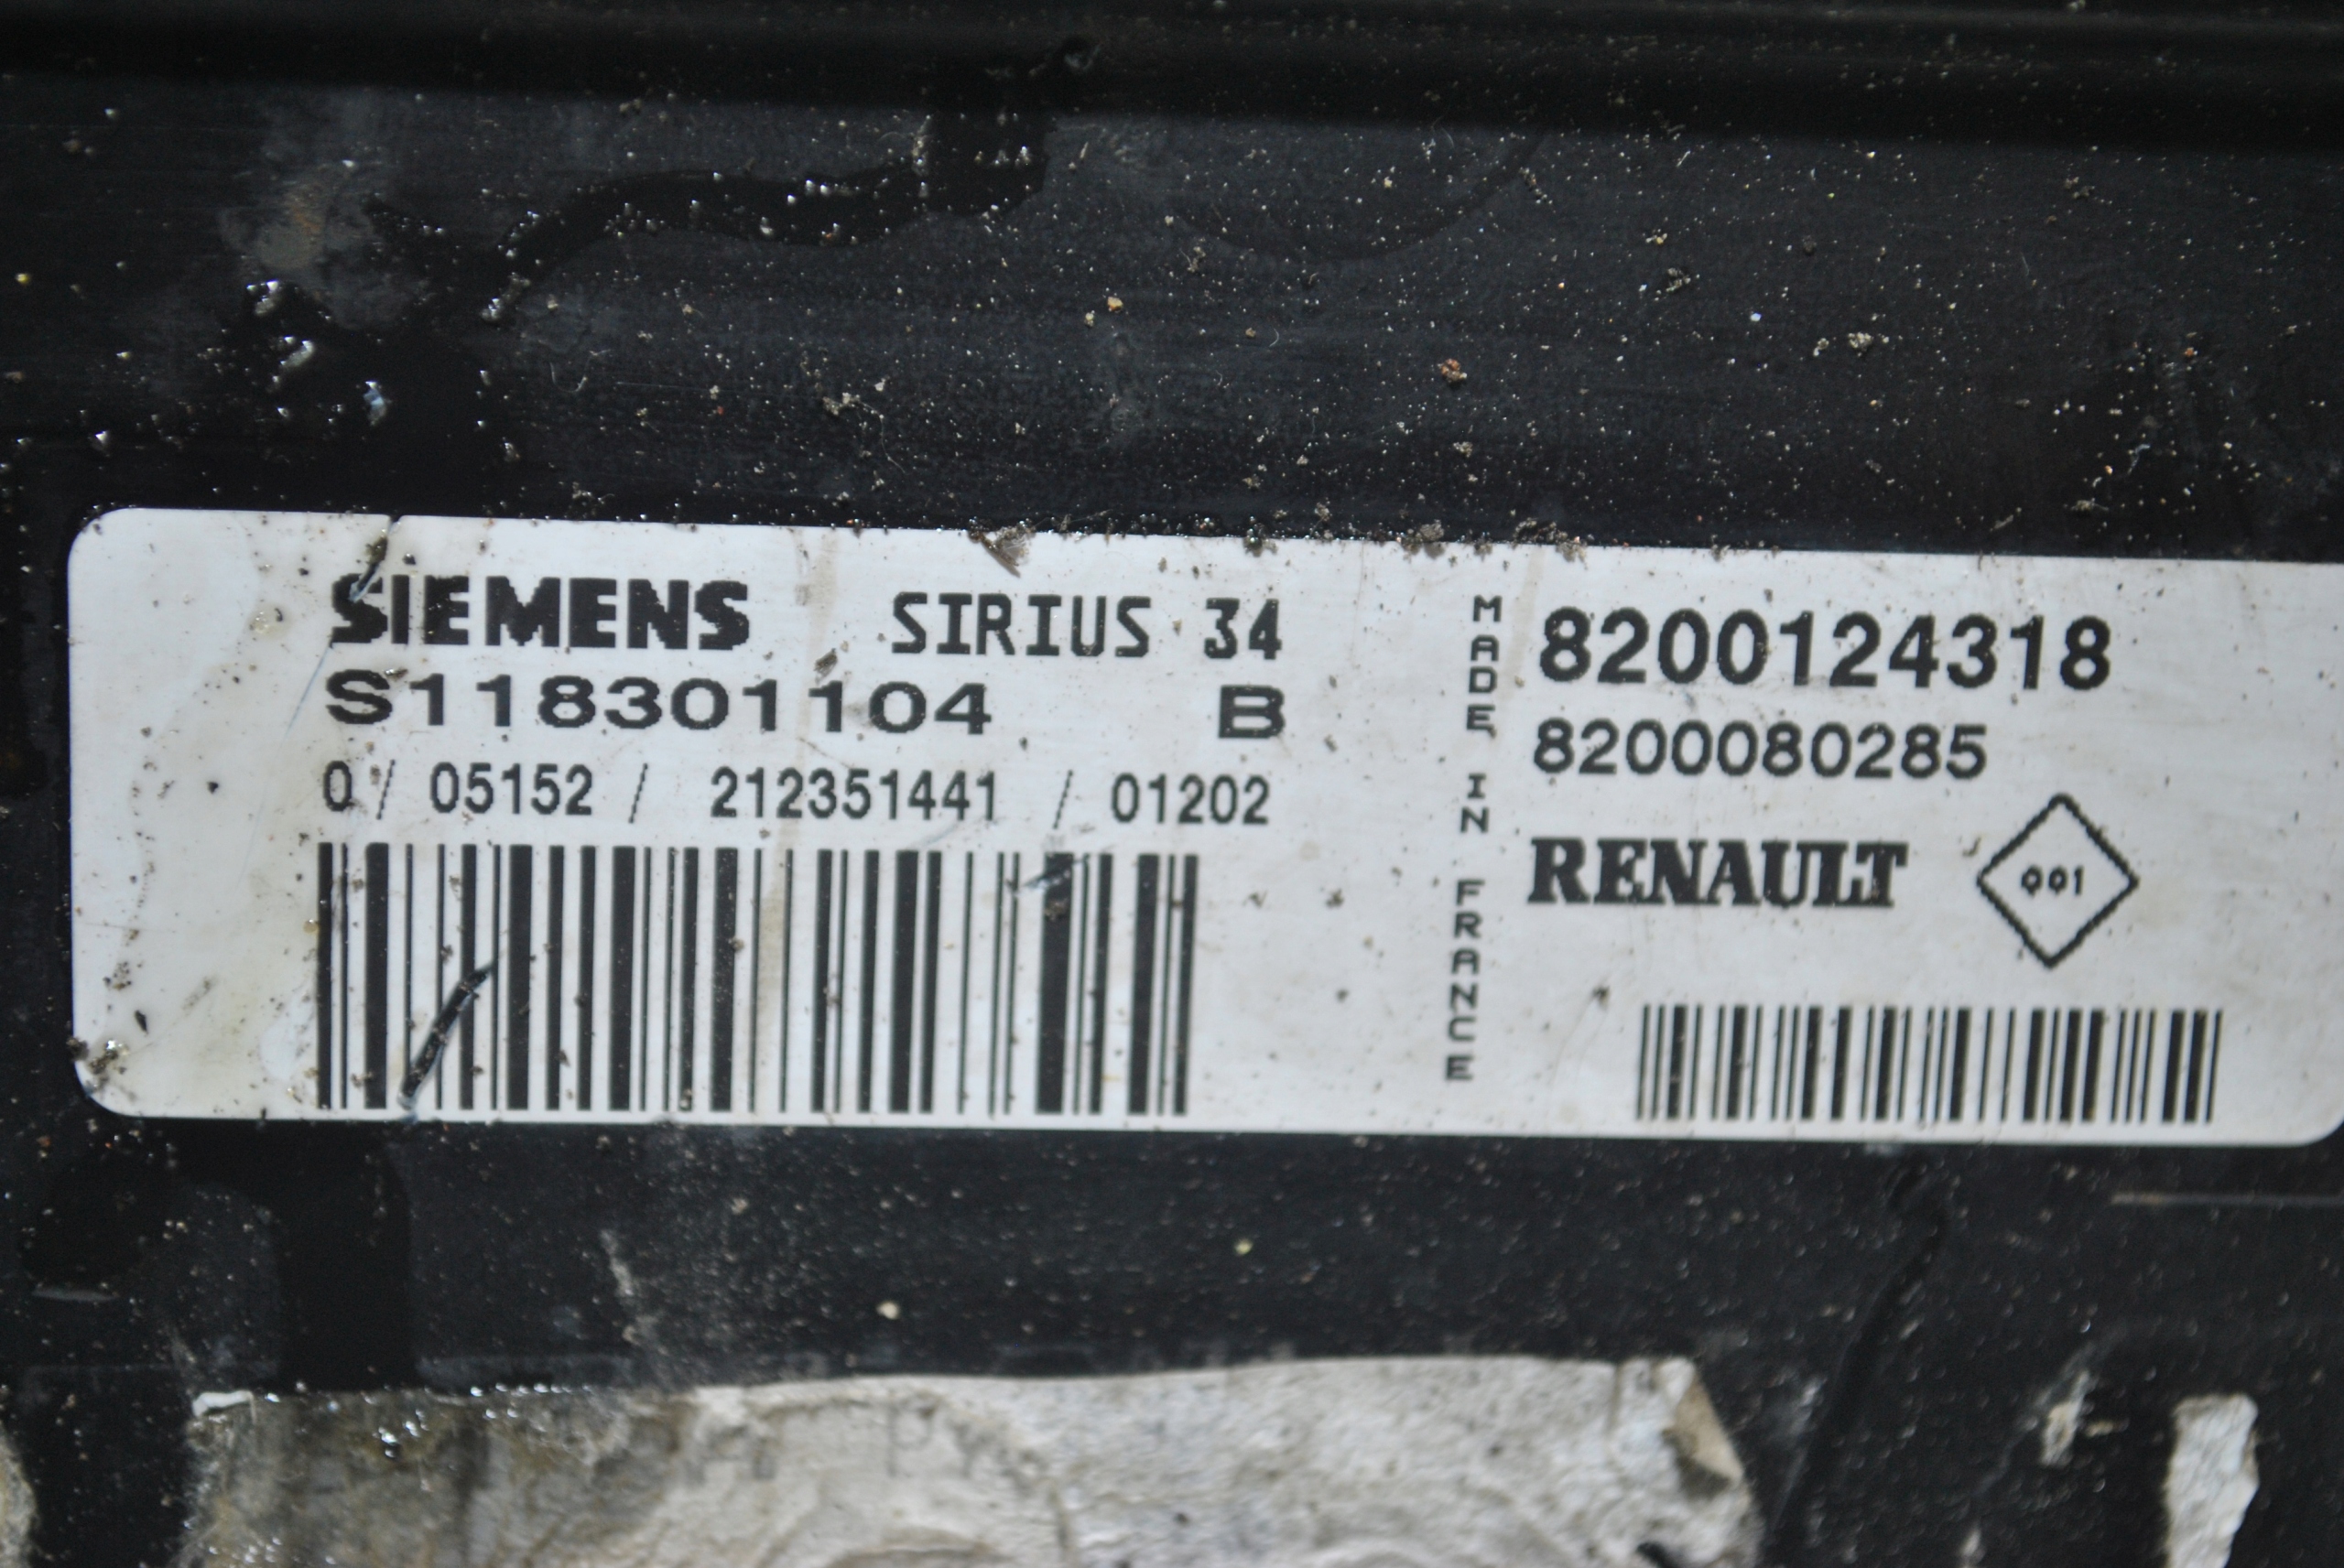 SIEMENS SIRIUS 34
S118301104 B
0 / 05152 / 212351441 / 01202
MADE IN FRANCE
8200124318
8200080285
RENAULT 001